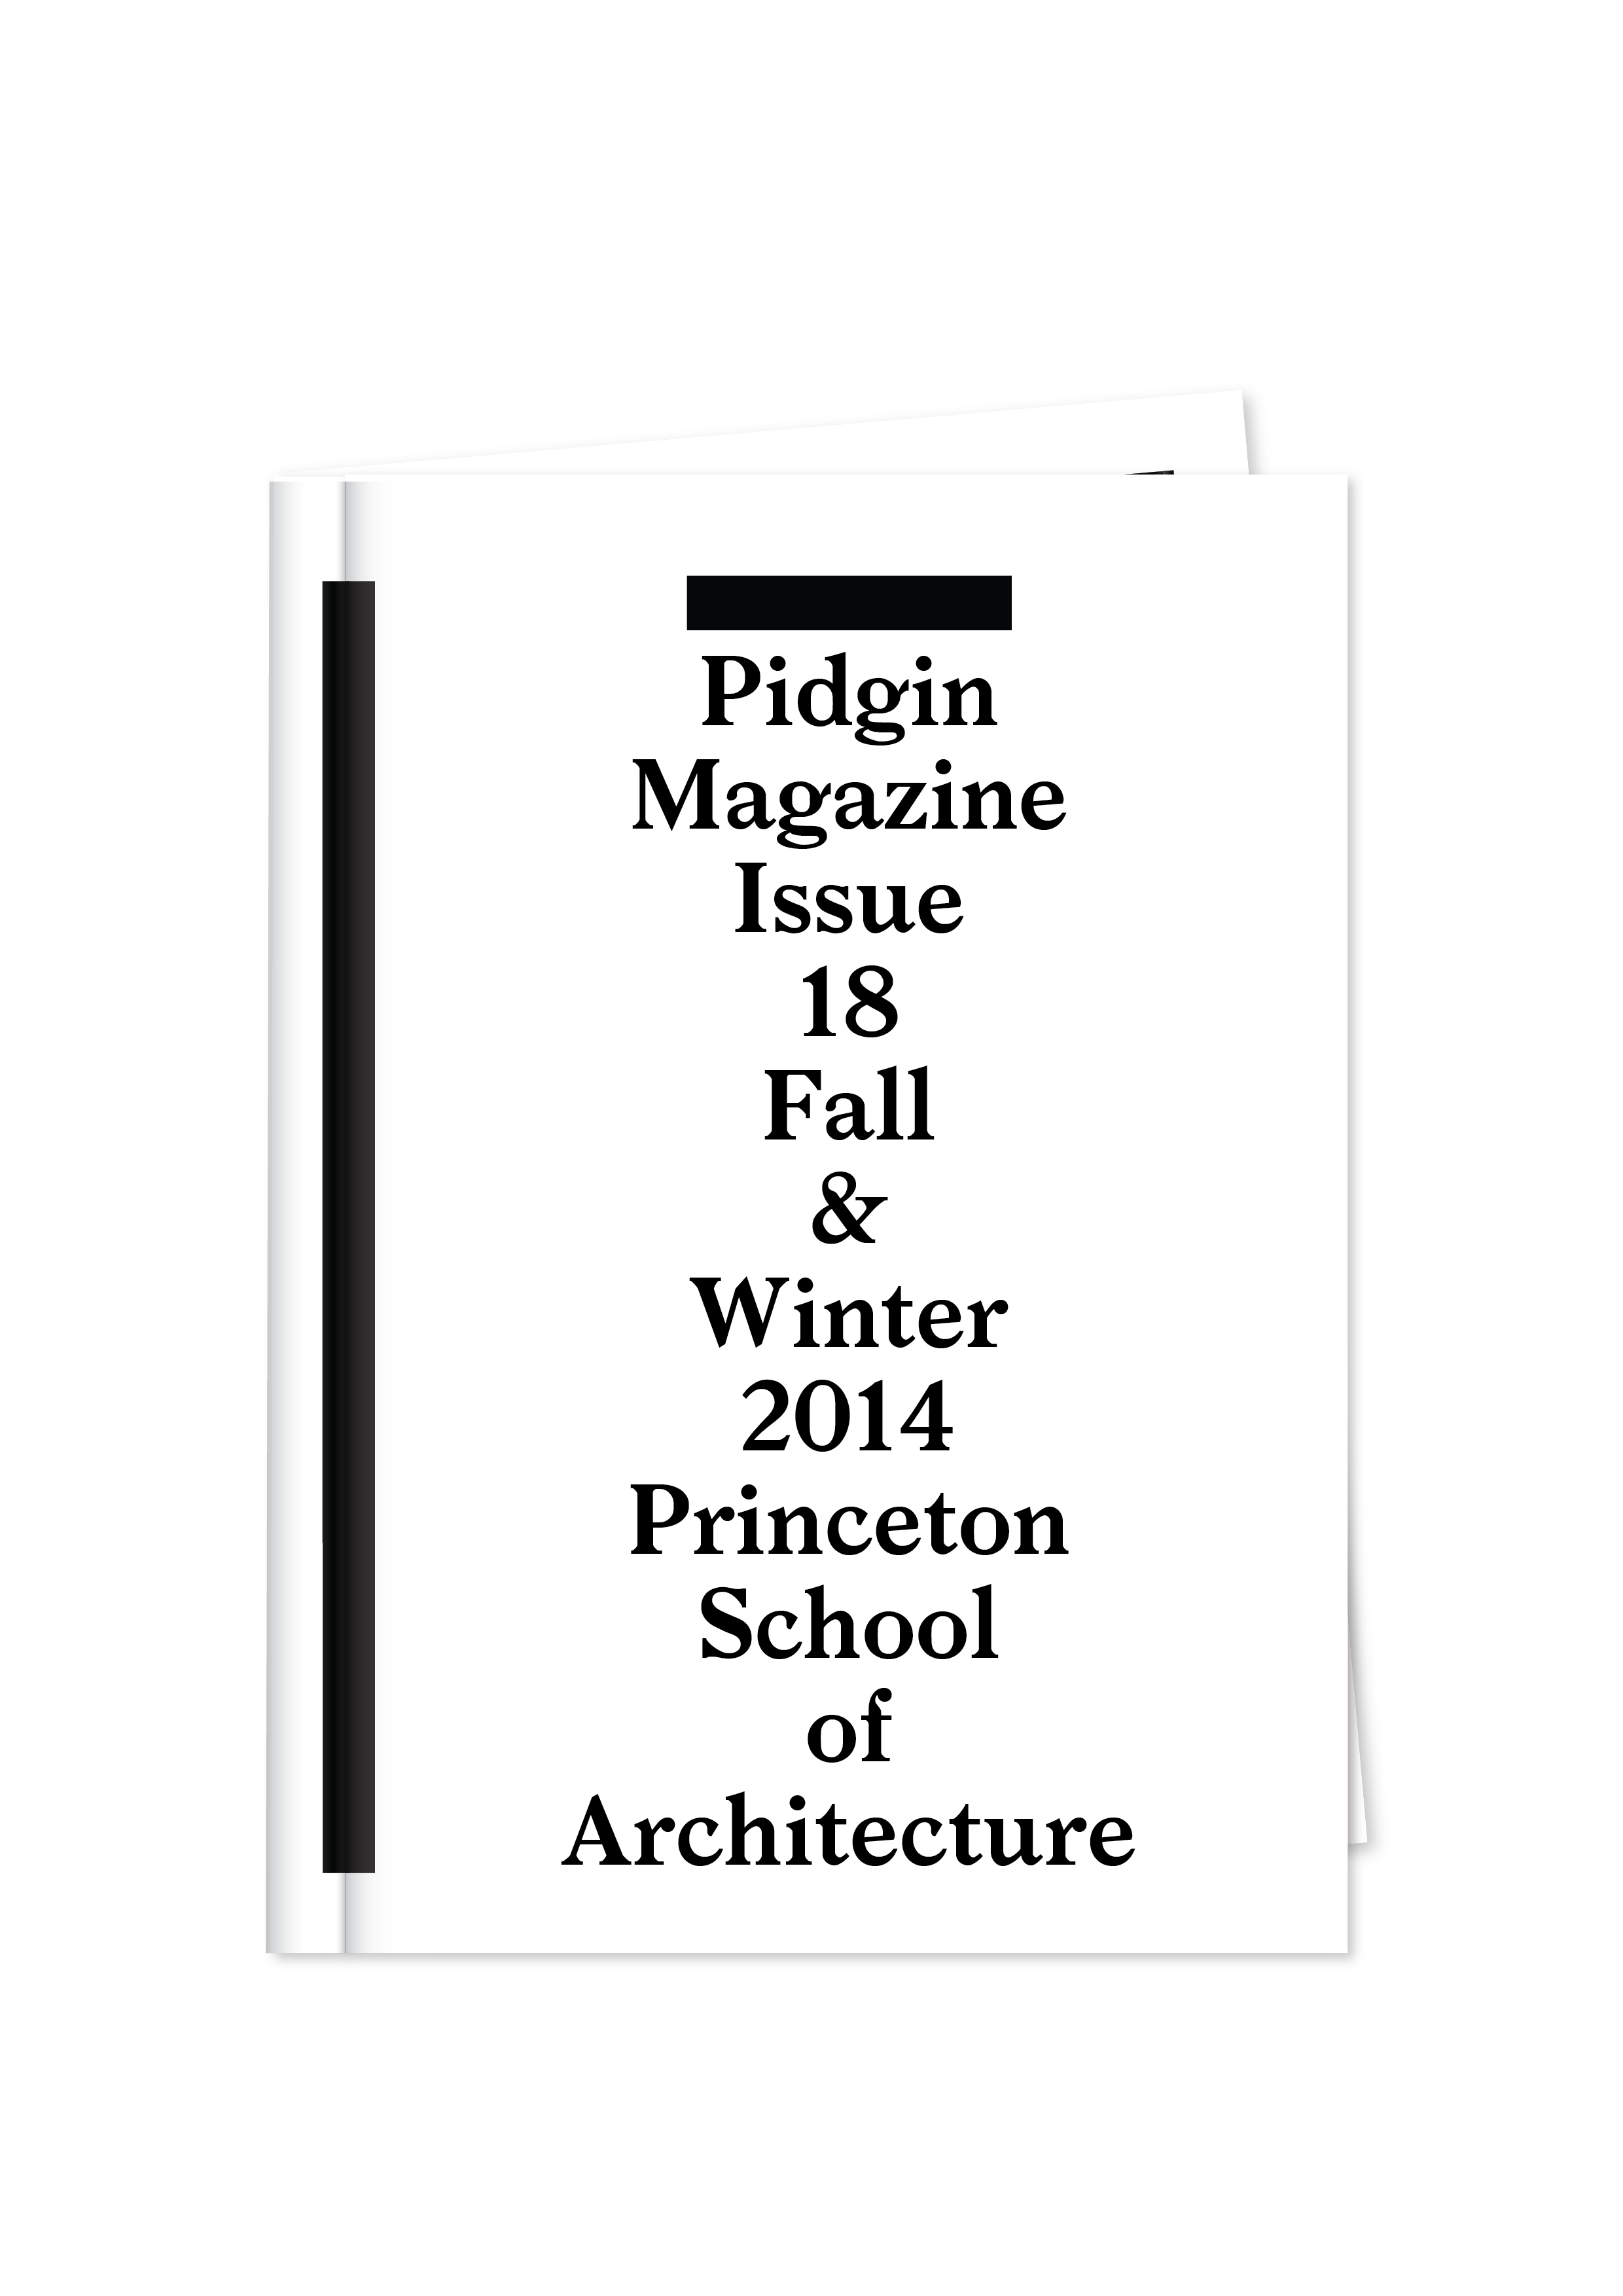 Pidgin
Magazine
Issue
18
Fall
&
Winter
2014
Princeton
School
of
Architecture